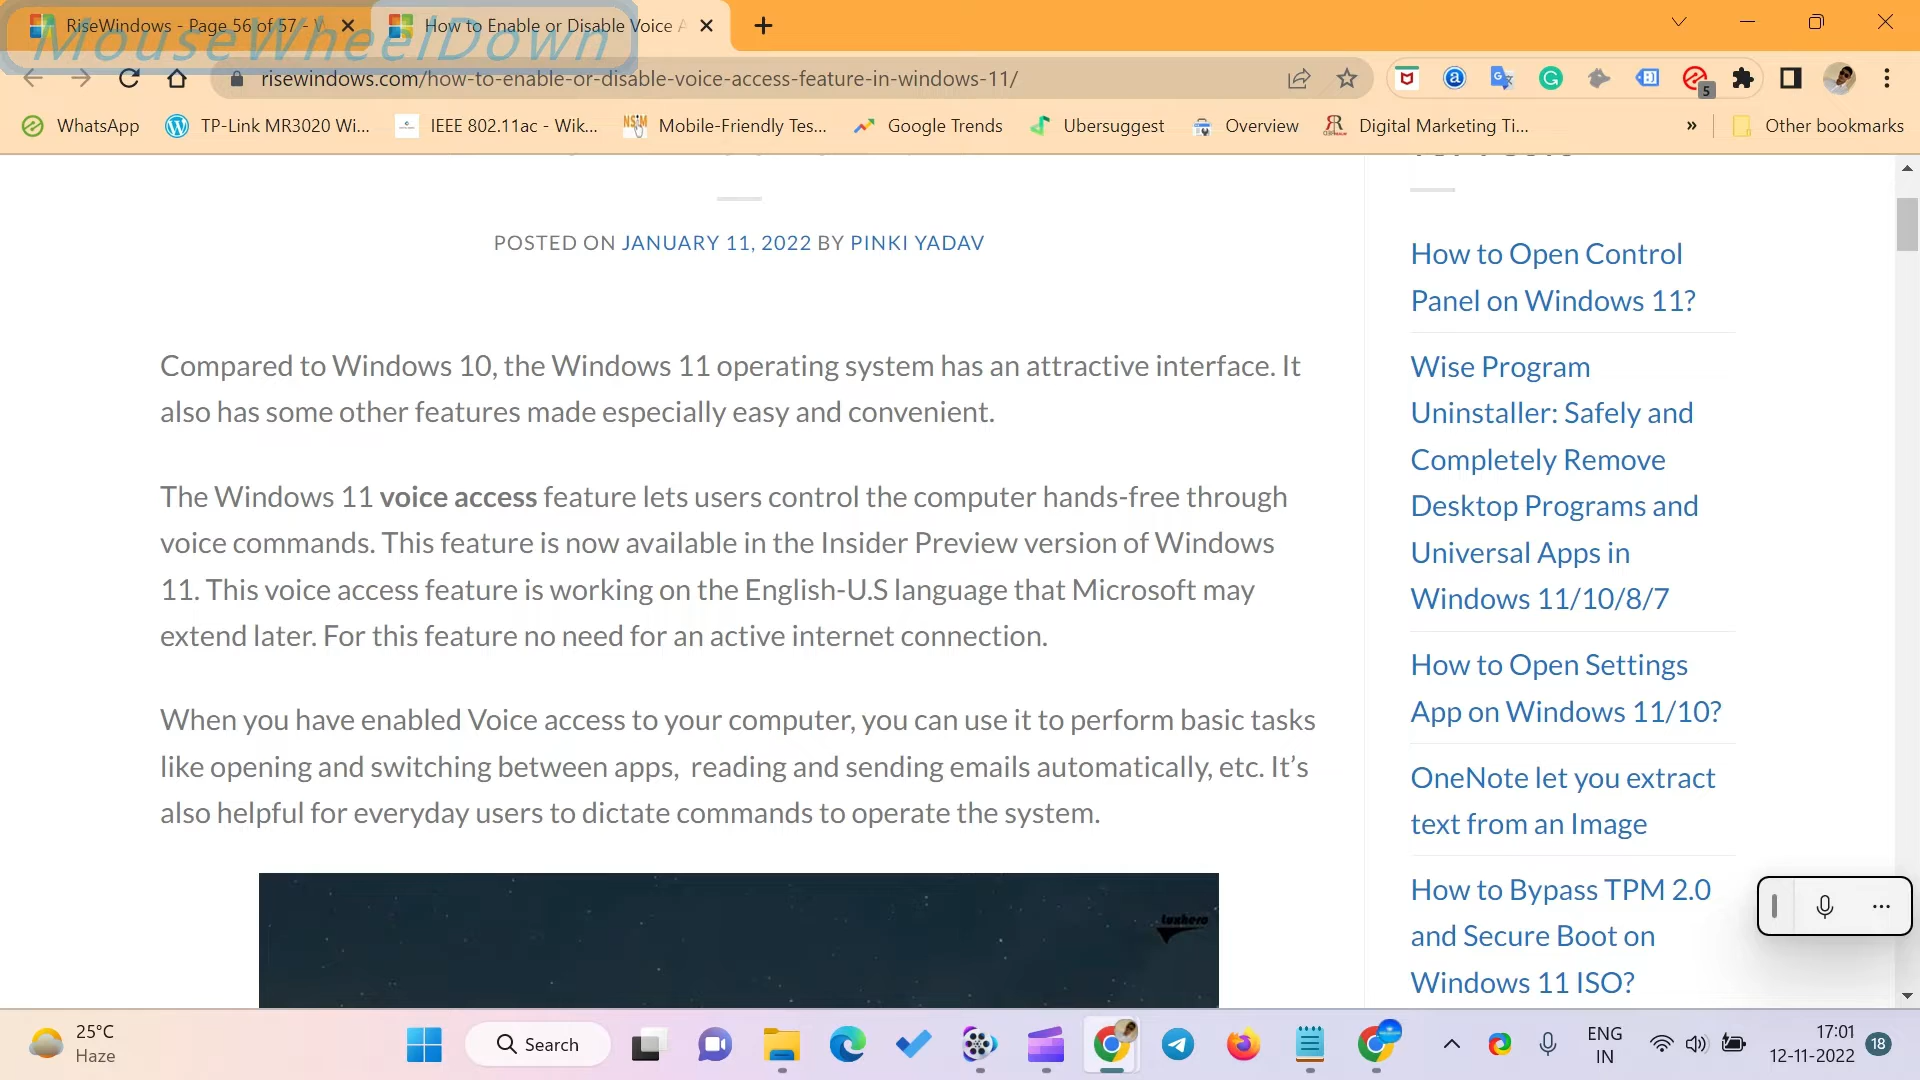 RiseWindows - Page 56 of 57 - W
How to Enable or Disable Voice A
MouseWheelDown
risewindows.com/how-to-enable-or-disable-voice-access-feature-in-windows-11/
5
WhatsApp
TP-Link MR3020 Wi...
IEEE 802.11ac - Wik...
Mobile-Friendly Tes...
Google Trends
Ubersuggest
Overview
Digital Marketing Ti...
»
Other bookmarks
POSTED ON JANUARY 11, 2022 BY PINKI YADAV
Compared to Windows 10, the Windows 11 operating system has an attractive interface. It
also has some other features made especially easy and convenient.
The Windows 11 voice access feature lets users control the computer hands-free through
voice commands. This feature is now available in the Insider Preview version of Windows
11. This voice access feature is working on the English-U.S language that Microsoft may
extend later. For this feature no need for an active internet connection.
When you have enabled Voice access to your computer, you can use it to perform basic tasks
like opening and switching between apps,  reading and sending emails automatically, etc. It’s
also helpful for everyday users to dictate commands to operate the system.
luxhero
How to Open Control
Panel on Windows 11?
Wise Program
Uninstaller: Safely and
Completely Remove
Desktop Programs and
Universal Apps in
Windows 11/10/8/7
How to Open Settings
App on Windows 11/10?
OneNote let you extract
text from an Image
How to Bypass TPM 2.0
and Secure Boot on
Windows 11 ISO?
25°C
Haze
Search
ENG
IN
17:01
12-11-2022
18